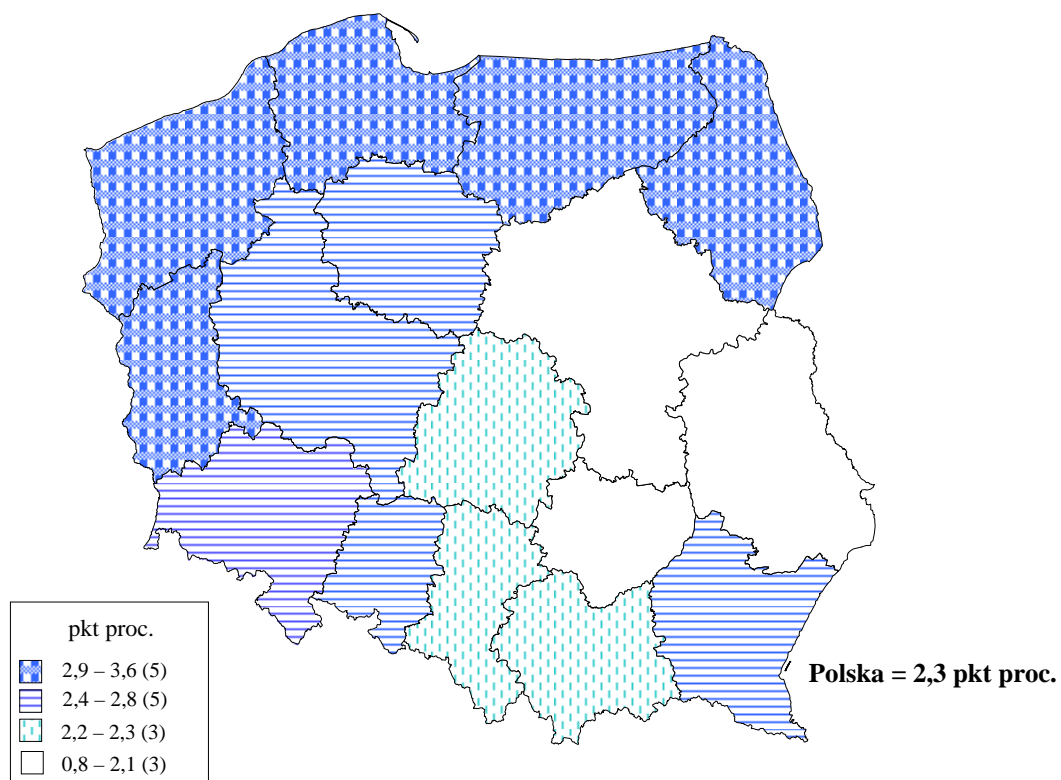 pkt proc.
2,9 – 3,6 (5)
2,4 – 2,8 (5)
2,2 – 2,3 (3)
0,8 – 2,1 (3)
Polska = 2,3 pkt proc.